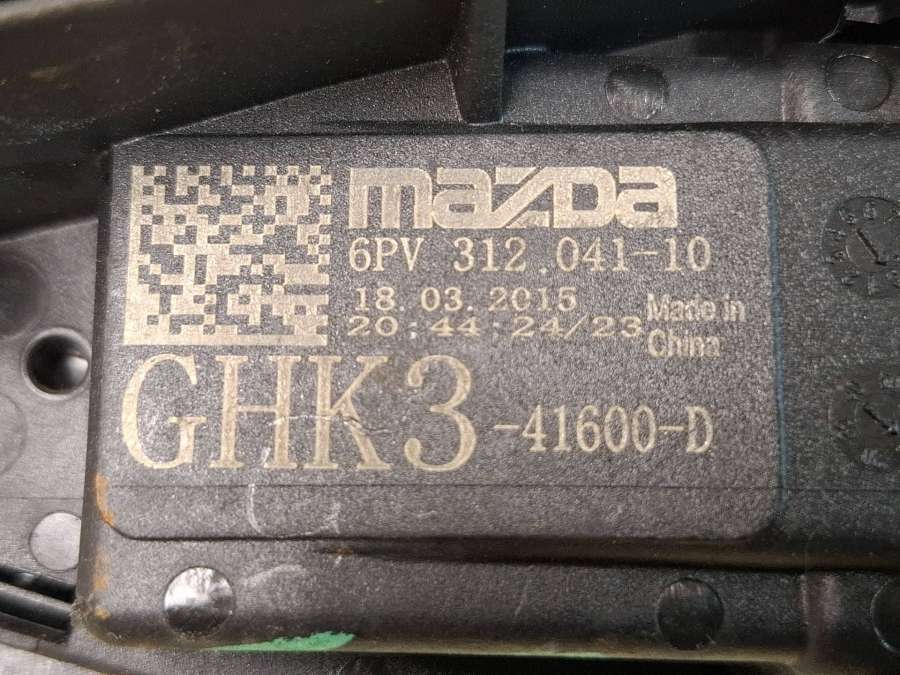 mazda
6PV 312.041-10
18.03.2015
20:44:24/23
Made in
China
GHK3-41600-D